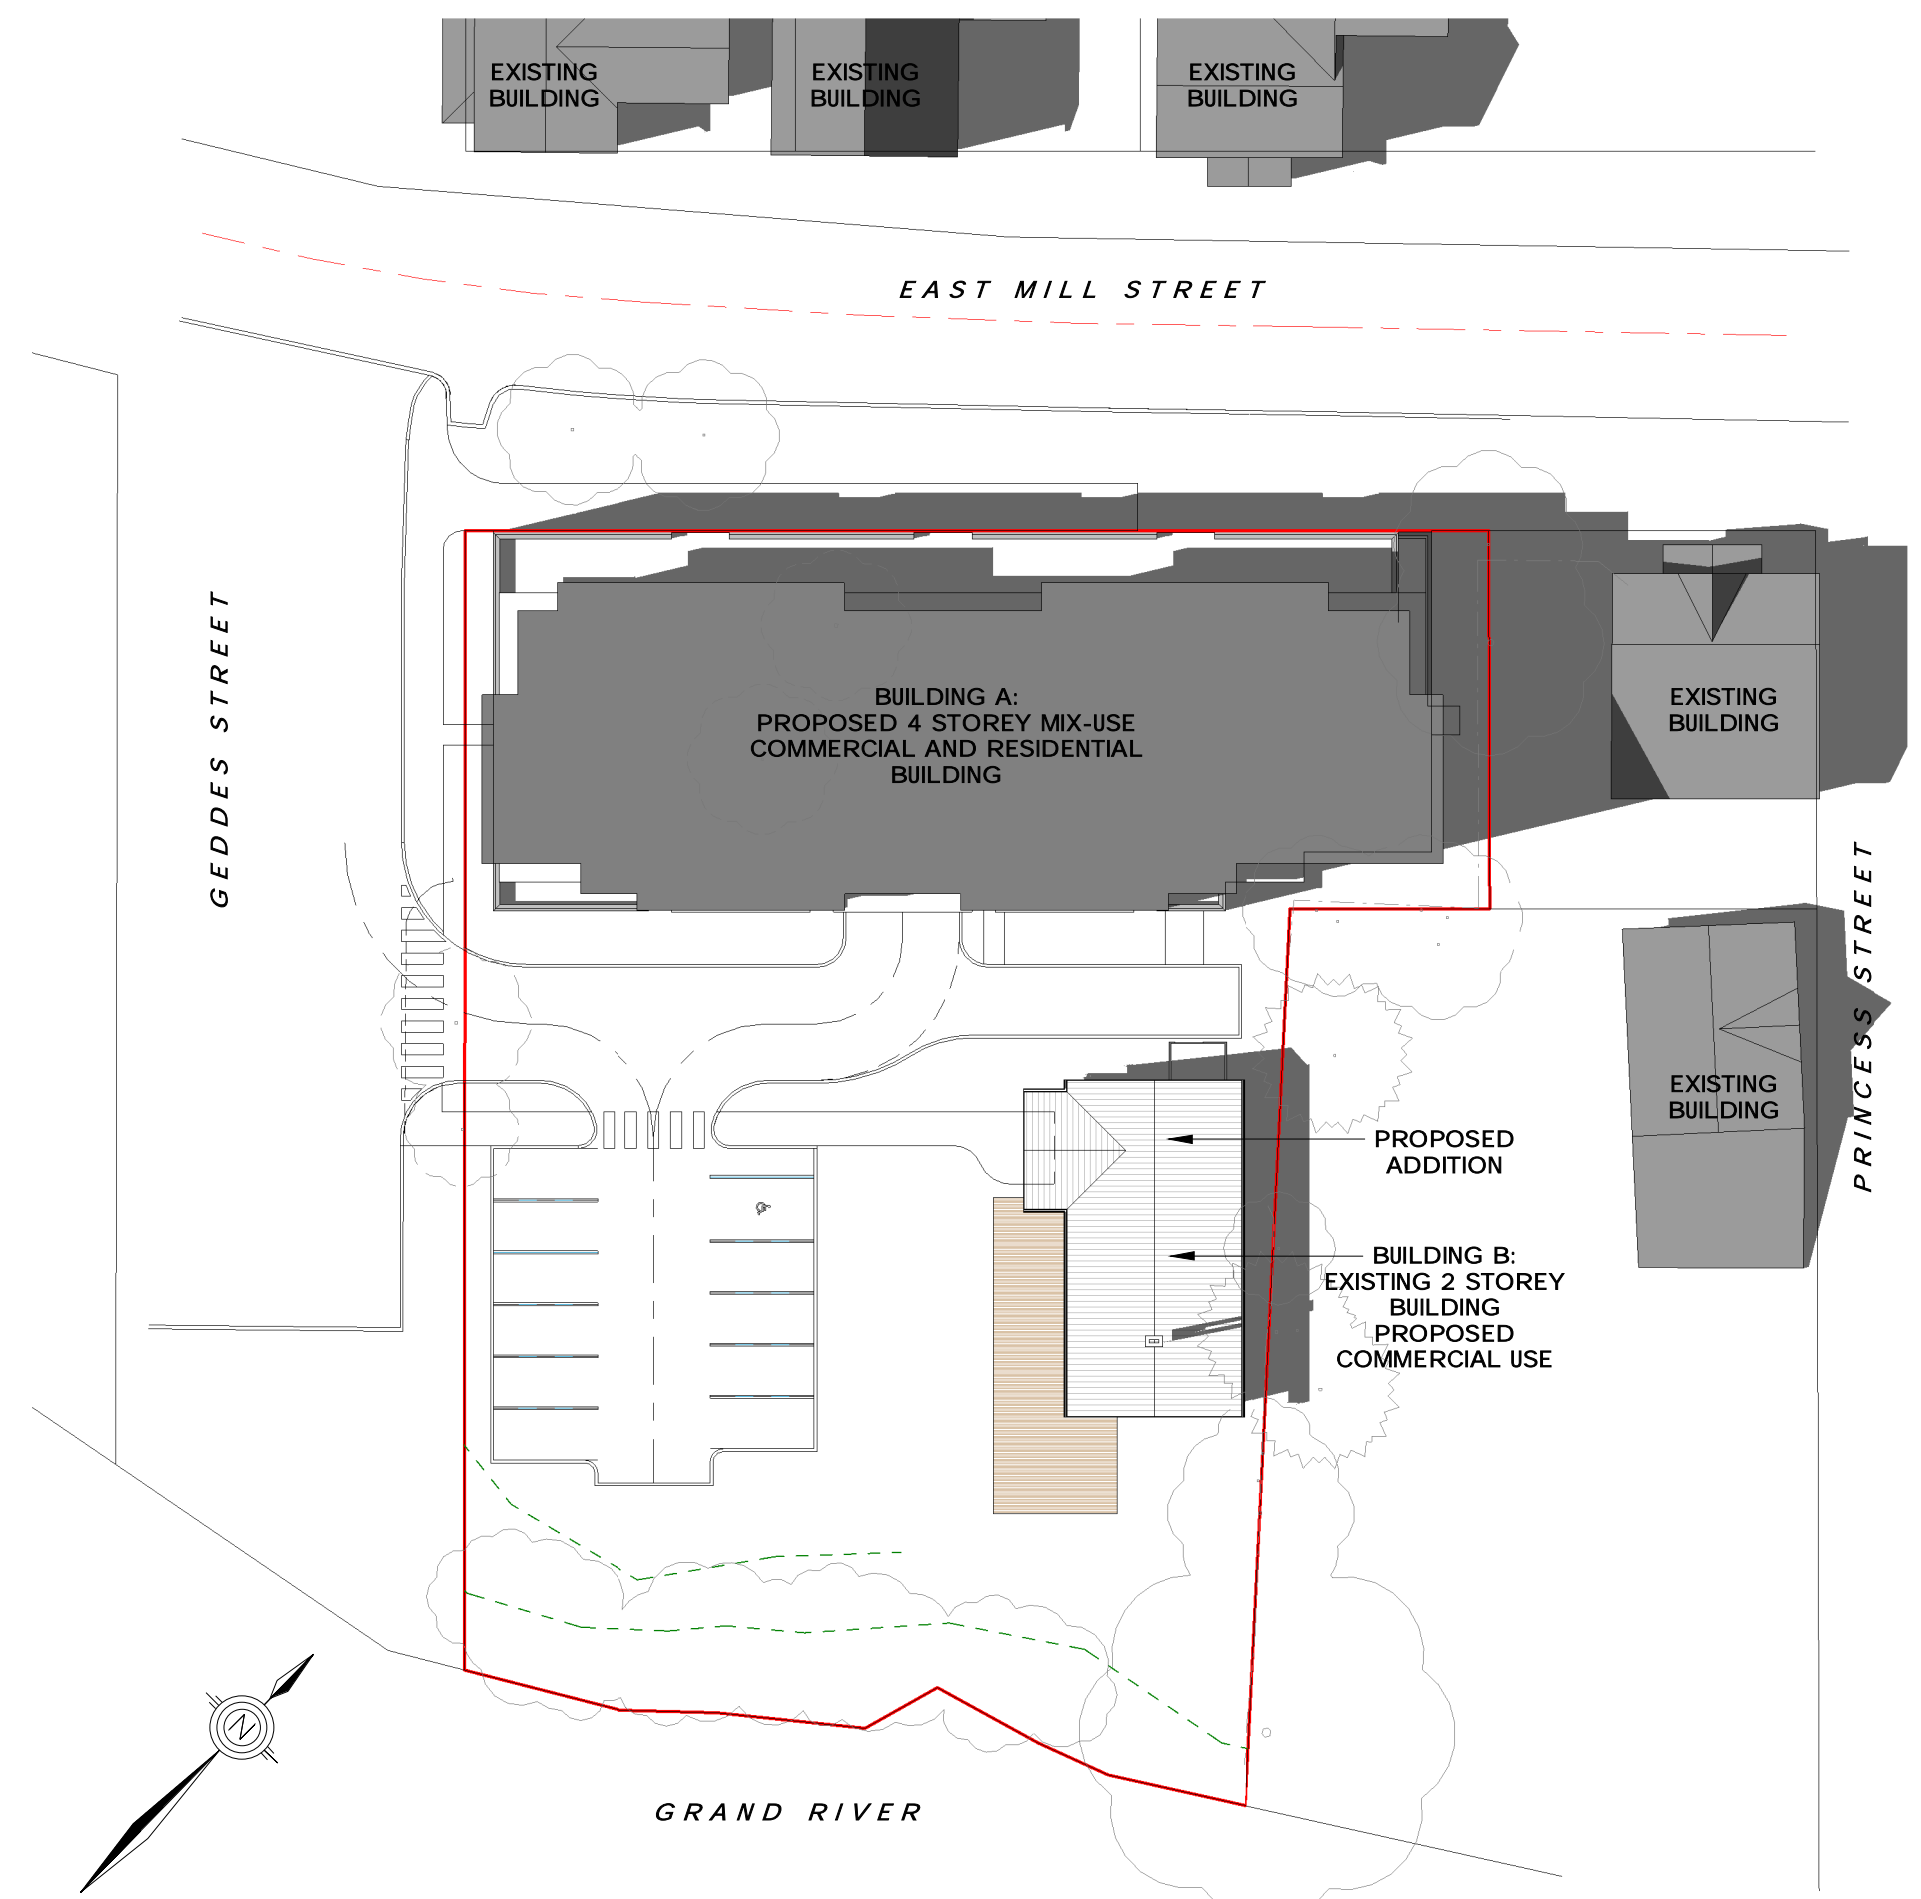 EXISTING
BUILDING
EXISTING
BUILDING
EXISTING
BUILDING
EAST MILL STREET
GEDDES STREET
BUILDING A:
PROPOSED 4 STOREY MIX-USE
COMMERCIAL AND RESIDENTIAL
BUILDING
EXISTING
BUILDING
PRINCESS STREET
EXISTING
BUILDING
PROPOSED
ADDITION
BUILDING B:
EXISTING 2 STOREY
BUILDING
PROPOSED
COMMERCIAL USE
N
GRAND RIVER